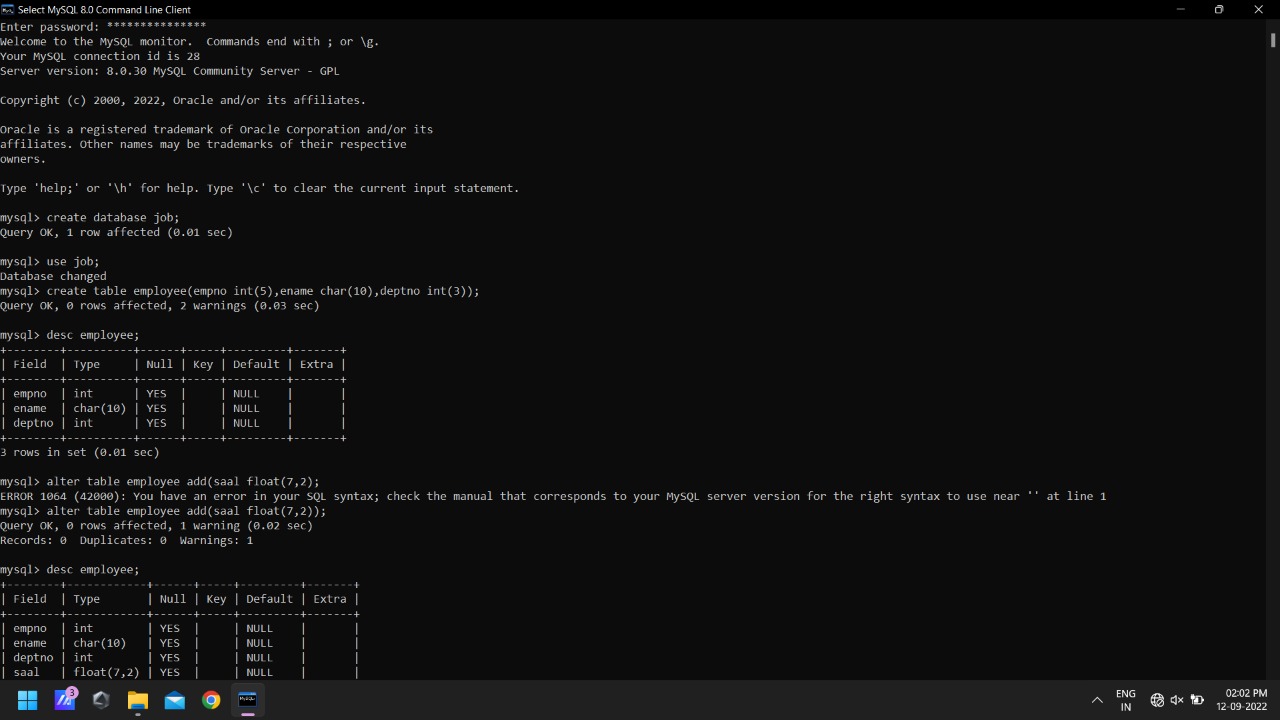 Select MySQL 8.0 Command Line Client
Enter password: ***************
Welcome to the MySQL monitor.  Commands end with ; or \g.
Your MySQL connection id is 28
Server version: 8.0.30 MySQL Community Server - GPL
Copyright (c) 2000, 2022, Oracle and/or its affiliates.
Oracle is a registered trademark of Oracle Corporation and/or its
affiliates. Other names may be trademarks of their respective
owners.
Type 'help;' or '\h' for help. Type '\c' to clear the current input statement.
mysql> create database job;
Query OK, 1 row affected (0.01 sec)
mysql> use job;
Database changed
mysql> create table employee(empno int(5),ename char(10),deptno int(3));
Query OK, 0 rows affected, 2 warnings (0.03 sec)
mysql> desc employee;
+--------+----------+------+-----+---------+-------+
| Field  | Type     | Null | Key | Default | Extra |
+--------+----------+------+-----+---------+-------+
| empno  | int      | YES  |     | NULL    |       |
| ename  | char(10) | YES  |     | NULL    |       |
| deptno | int      | YES  |     | NULL    |       |
+--------+----------+------+-----+---------+-------+
3 rows in set (0.01 sec)
mysql> alter table employee add(saal float(7,2);
ERROR 1064 (42000): You have an error in your SQL syntax; check the manual that corresponds to your MySQL server version for the right syntax to use near '' at line 1
mysql> alter table employee add(saal float(7,2));
Query OK, 0 rows affected, 1 warning (0.02 sec)
Records: 0  Duplicates: 0  Warnings: 1
mysql> desc employee;
+--------+------------+------+-----+---------+-------+
| Field  | Type       | Null | Key | Default | Extra |
+--------+------------+------+-----+---------+-------+
| empno  | int        | YES  |     | NULL    |       |
| ename  | char(10)   | YES  |     | NULL    |       |
| deptno | int        | YES  |     | NULL    |       |
| saal   | float(7,2) | YES  |     | NULL    |       |
3
MySQL
ENG
IN
02:02 PM
12-09-2022